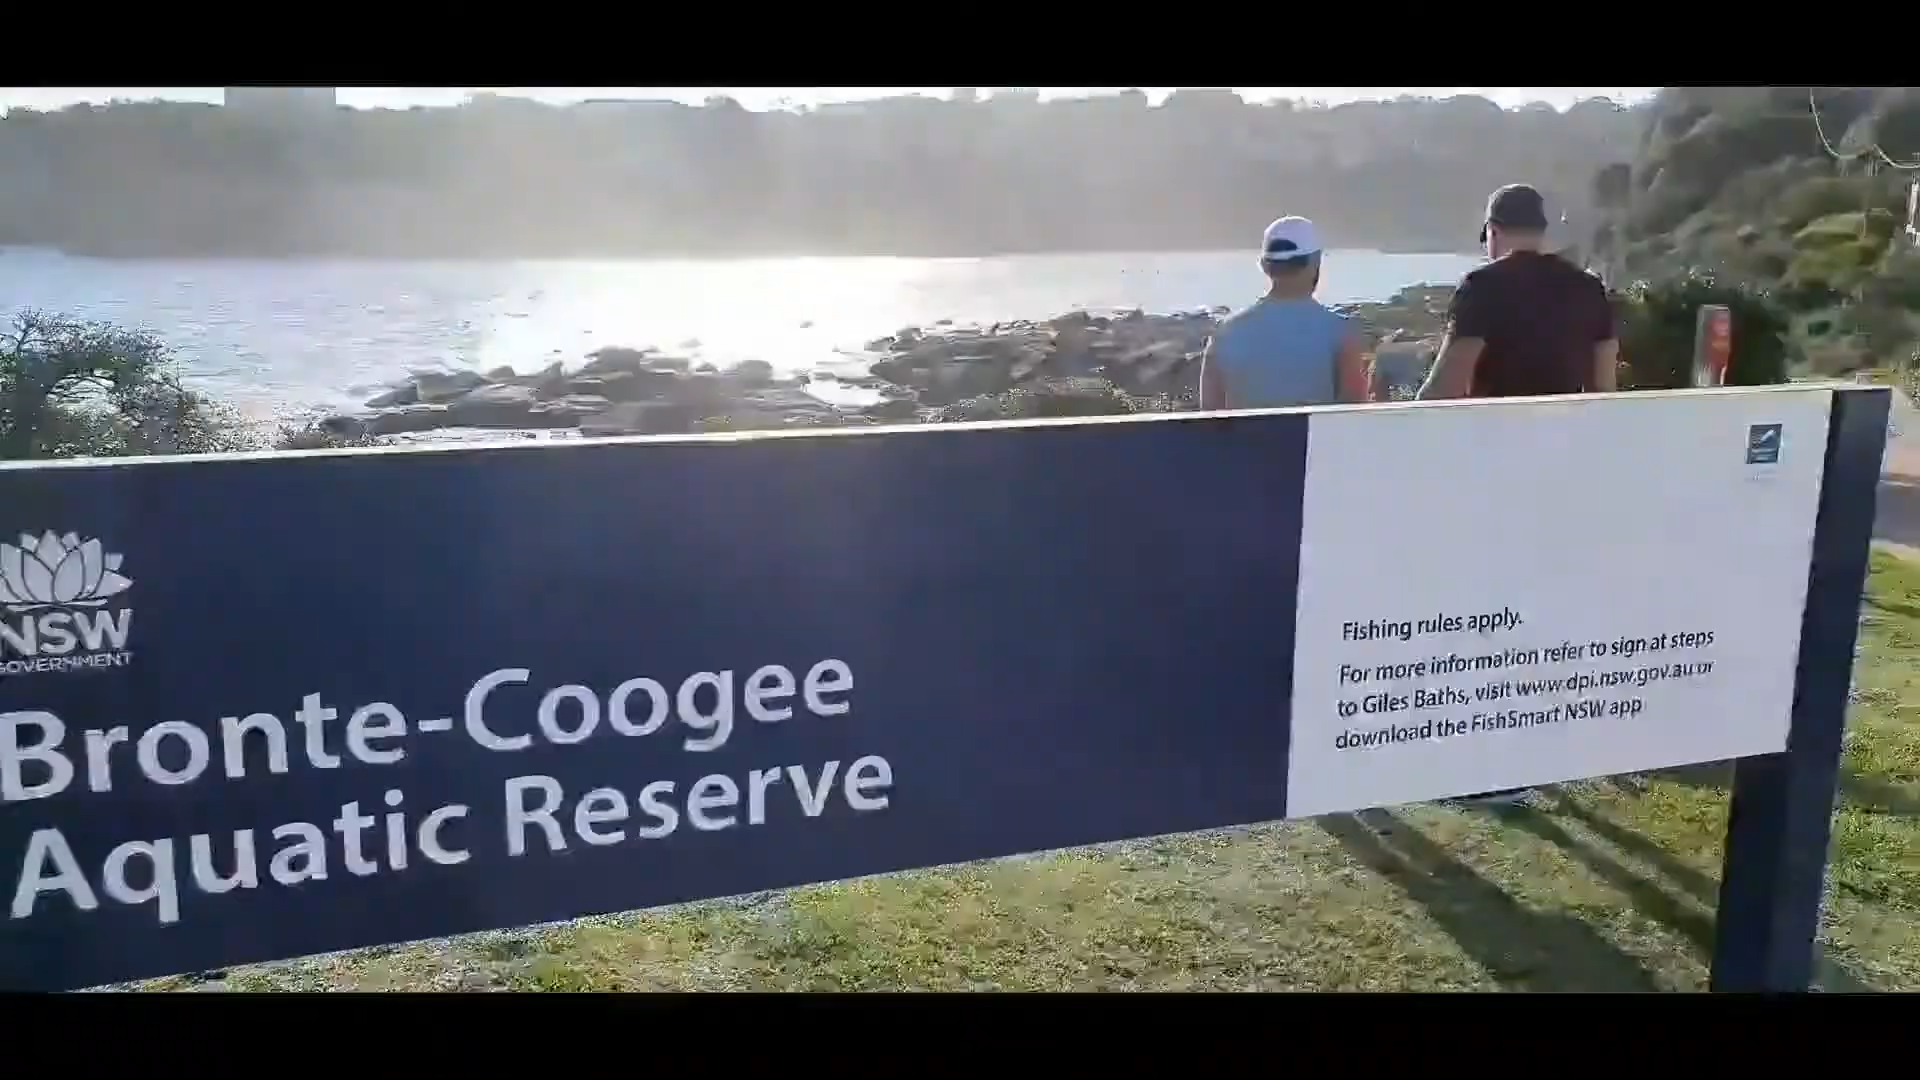 NSW
GOVERNMENT
Bronte-Coogee
Aquatic Reserve
Fishing rules apply.
For more information refer to sign at steps
to Giles Baths, visit www.dpi.nsw.gov.au or
download the FishSmart NSW app